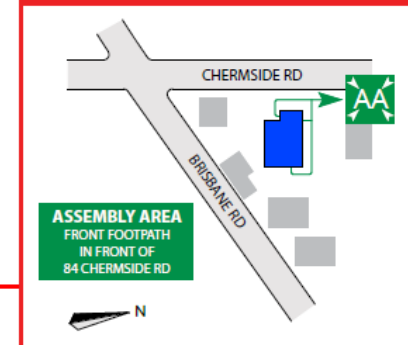 CHERMSIDE RD
AA
BRISBANE RD
ASSEMBLY AREA
FRONT FOOTPATH
IN FRONT OF
84 CHERMSIDE RD
N